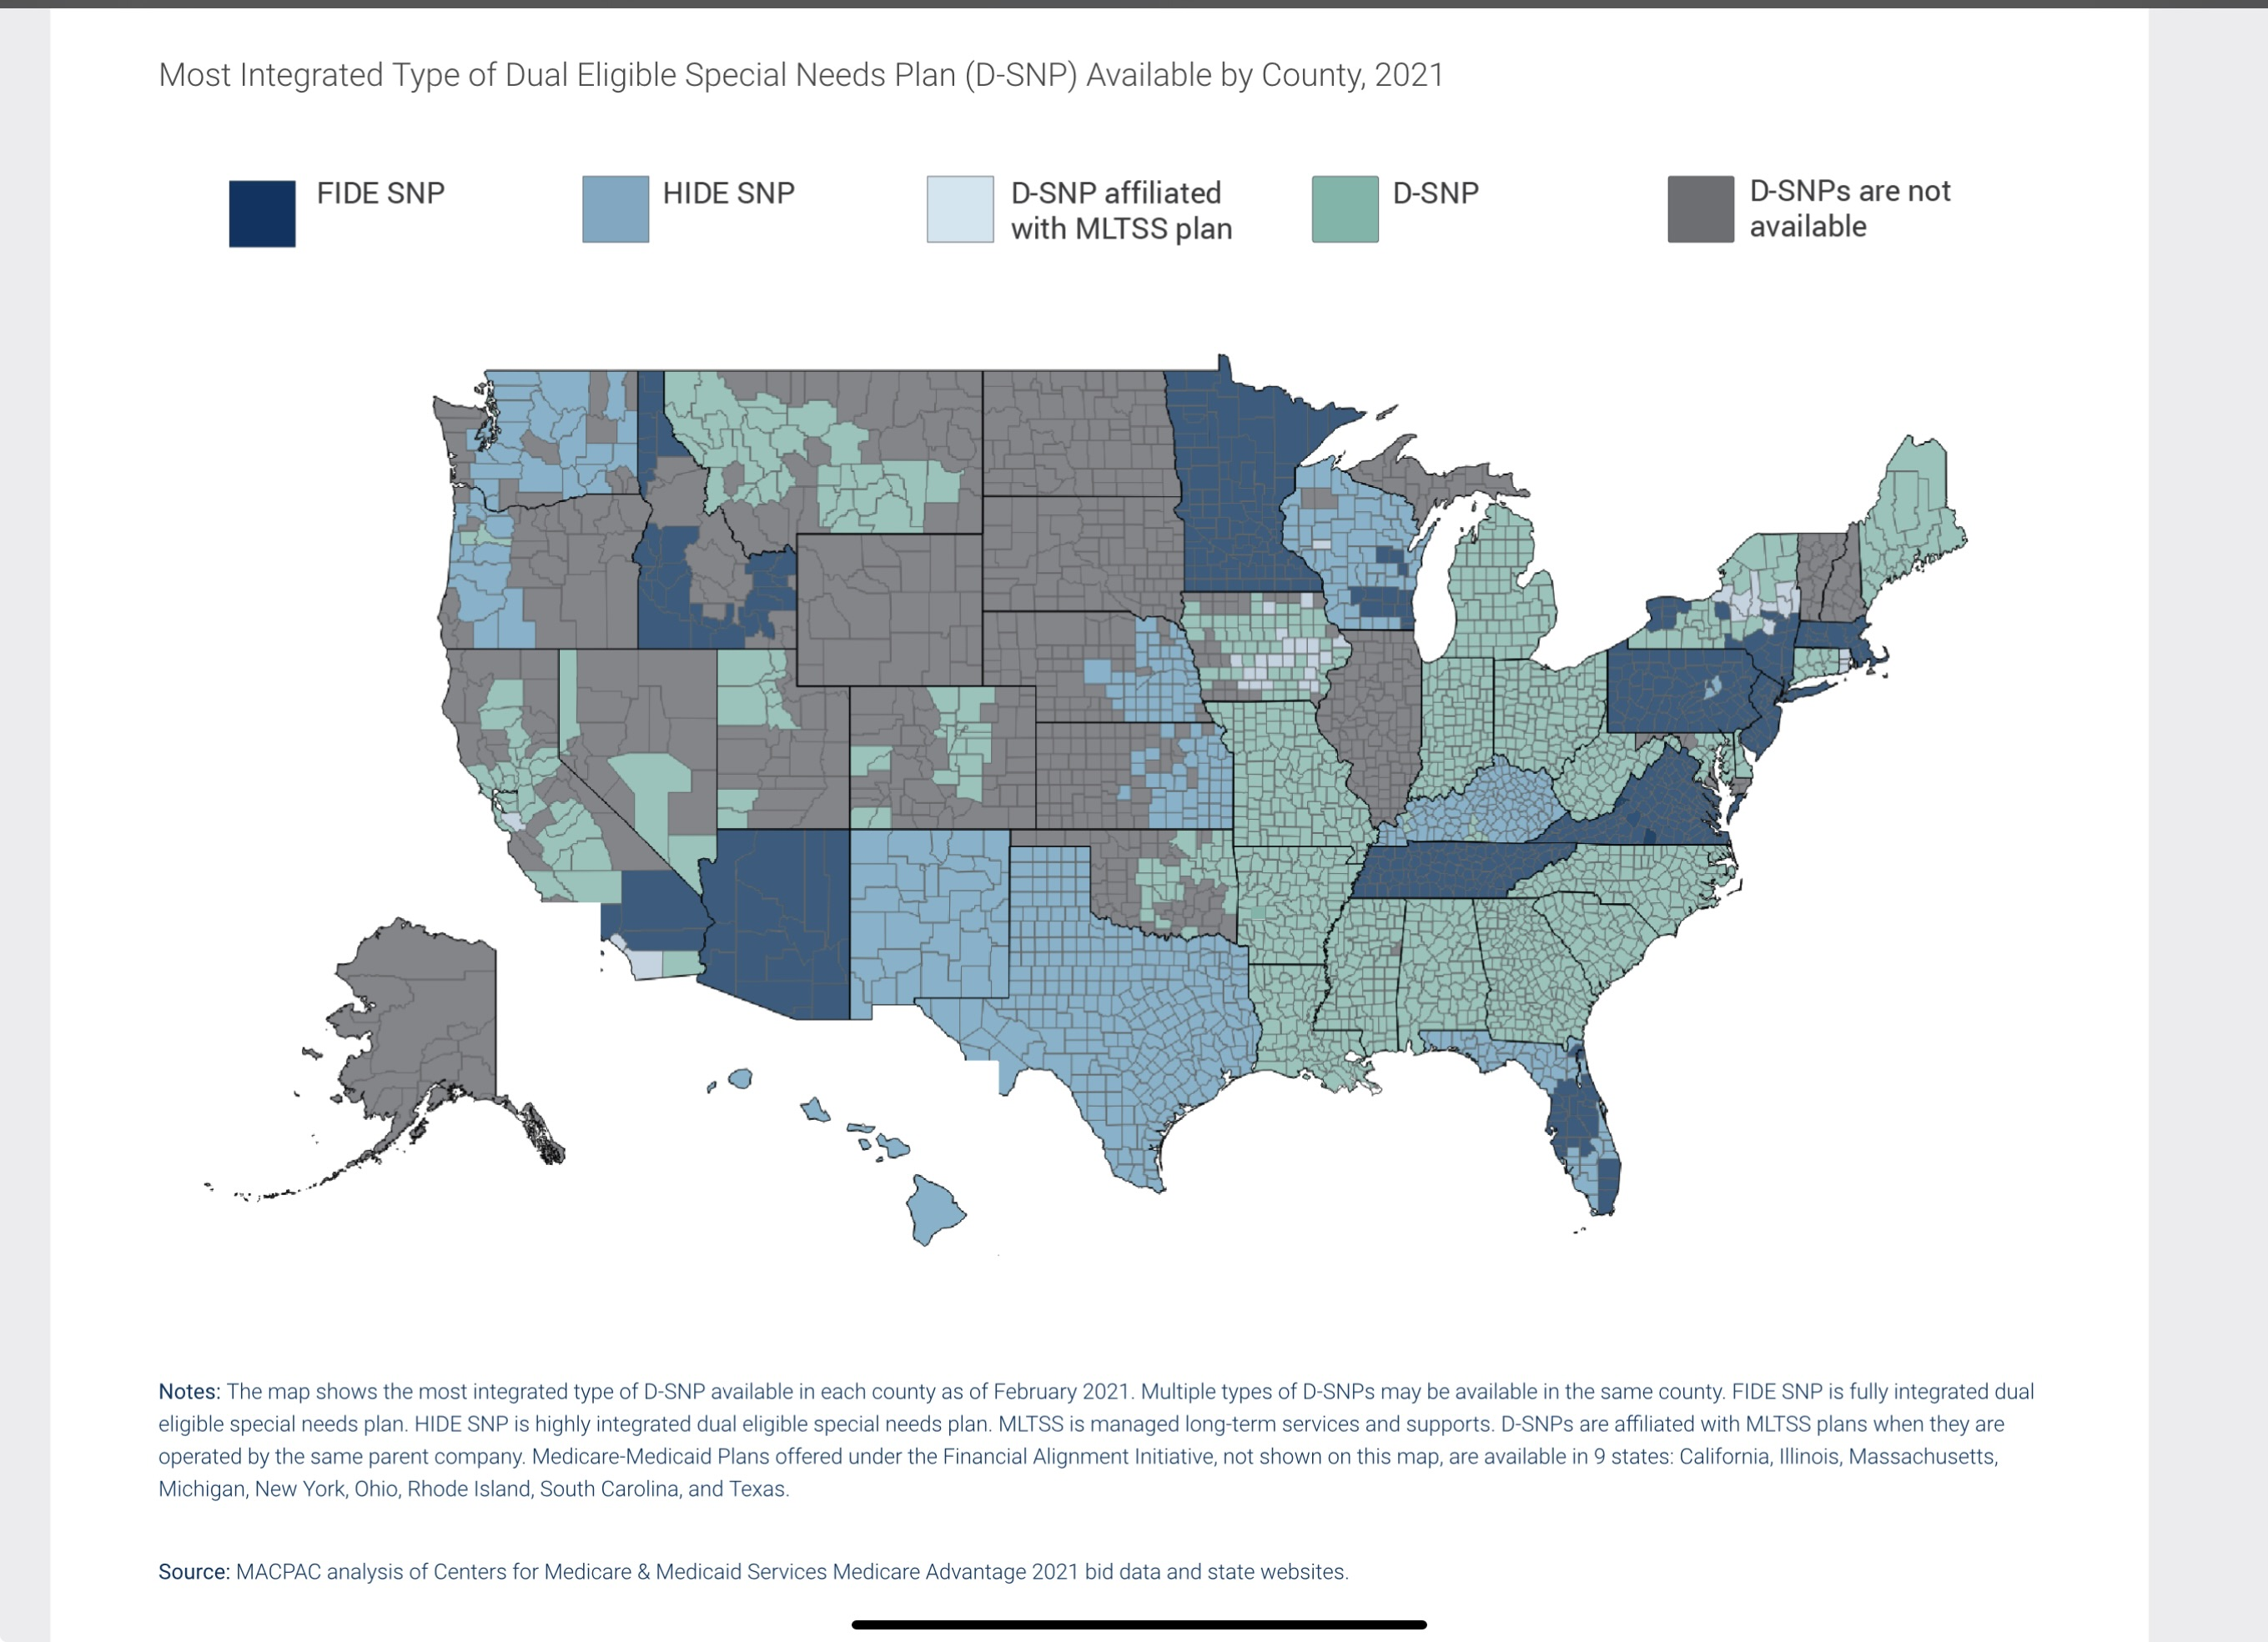 Most Integrated Type of Dual Eligible Special Needs Plan (D-SNP) Available by County, 2021
FIDE SNP
HIDE SNP
D-SNP affiliated
with MLTSS plan
D-SNP
D-SNPs are not
available
Notes: The map shows the most integrated type of D-SNP available in each county as of February 2021. Multiple types of D-SNPs may be available in the same county. FIDE SNP is fully integrated dual
eligible special needs plan. HIDE SNP is highly integrated dual eligible special needs plan. MLTSS is managed long-term services and supports. D-SNPs are affiliated with MLTSS plans when they are
operated by the same parent company. Medicare-Medicaid Plans offered under the Financial Alignment Initiative, not shown on this map, are available in 9 states: California, Illinois, Massachusetts,
Michigan, New York, Ohio, Rhode Island, South Carolina, and Texas.
Source: MACPAC analysis of Centers for Medicare & Medicaid Services Medicare Advantage 2021 bid data and state websites.